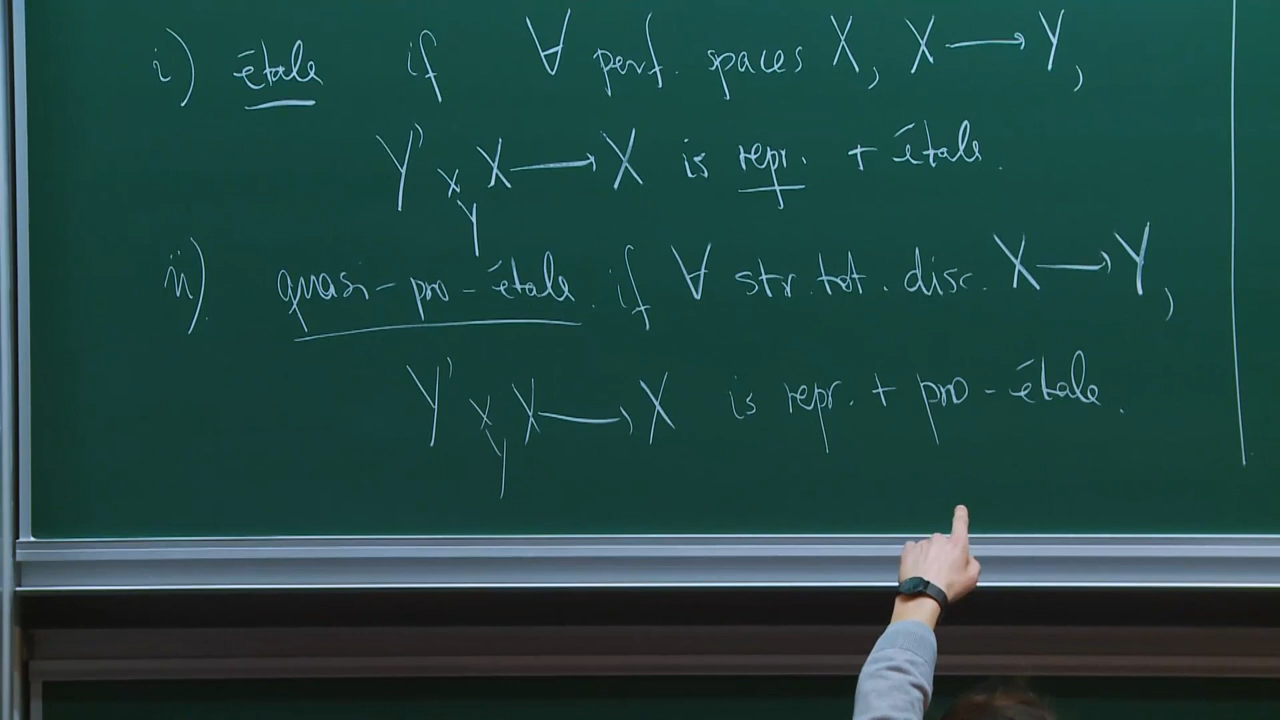 i) étale if ∀ perf. spaces X, X ⟶ Y,
Y' ×_Y X ⟶ X is repr. + étale.
ii) quasi-pro-étale if ∀ str. tot. disc. X ⟶ Y,
Y' ×_Y X ⟶ X is repr. + pro-étale.